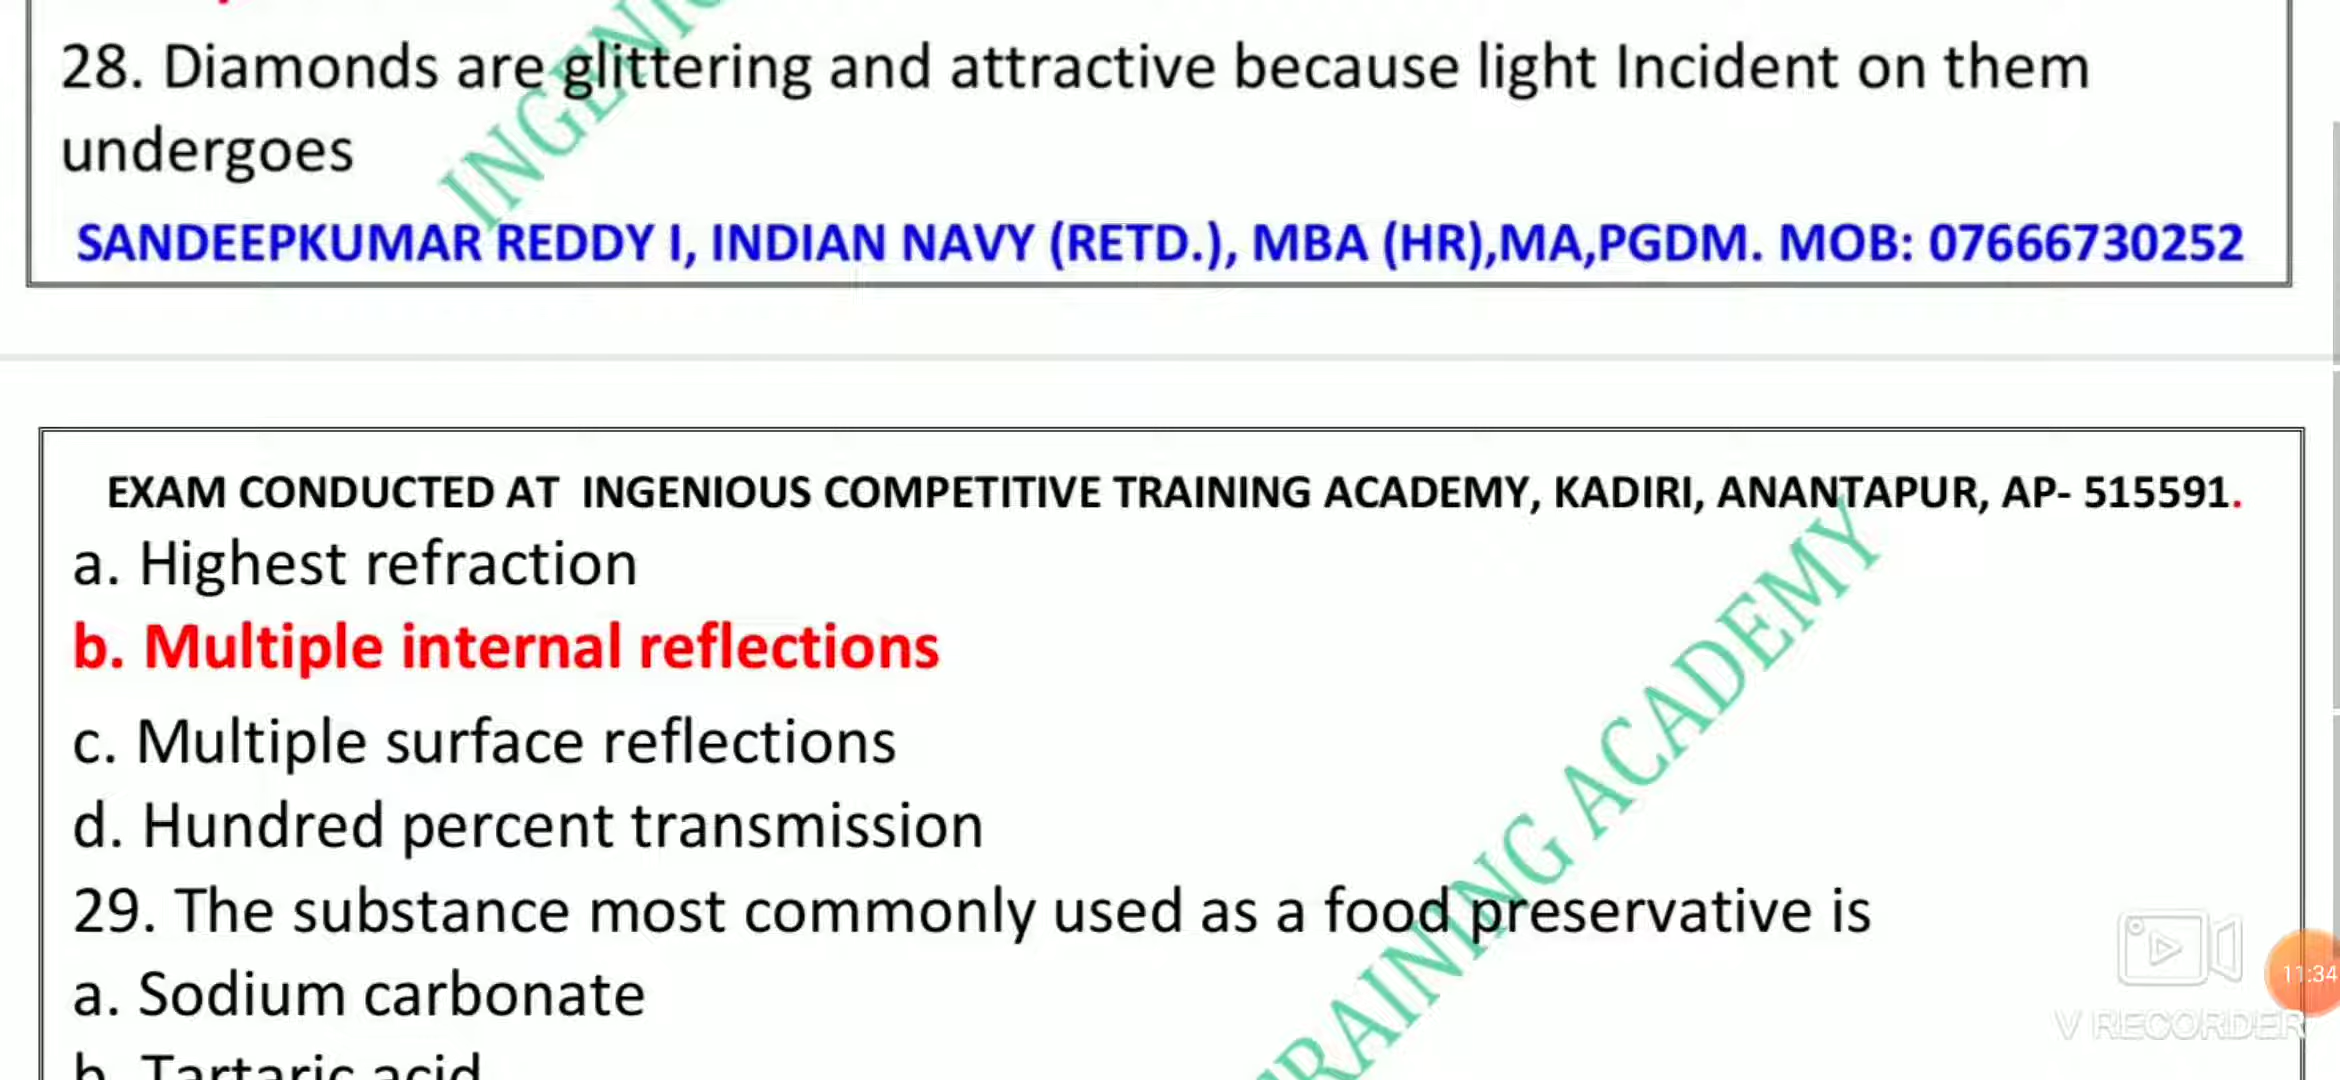 28. Diamonds are glittering and attractive because light Incident on them
undergoes
SANDEEPKUMAR REDDY I, INDIAN NAVY (RETD.), MBA (HR),MA,PGDM. MOB: 07666730252
EXAM CONDUCTED AT INGENIOUS COMPETITIVE TRAINING ACADEMY, KADIRI, ANANTAPUR, AP- 515591.
a. Highest refraction
b. Multiple internal reflections
c. Multiple surface reflections
d. Hundred percent transmission
29. The substance most commonly used as a food preservative is
a. Sodium carbonate
b. Tartaric acid
TRAINING ACADEMY
11:34
V RECORDER